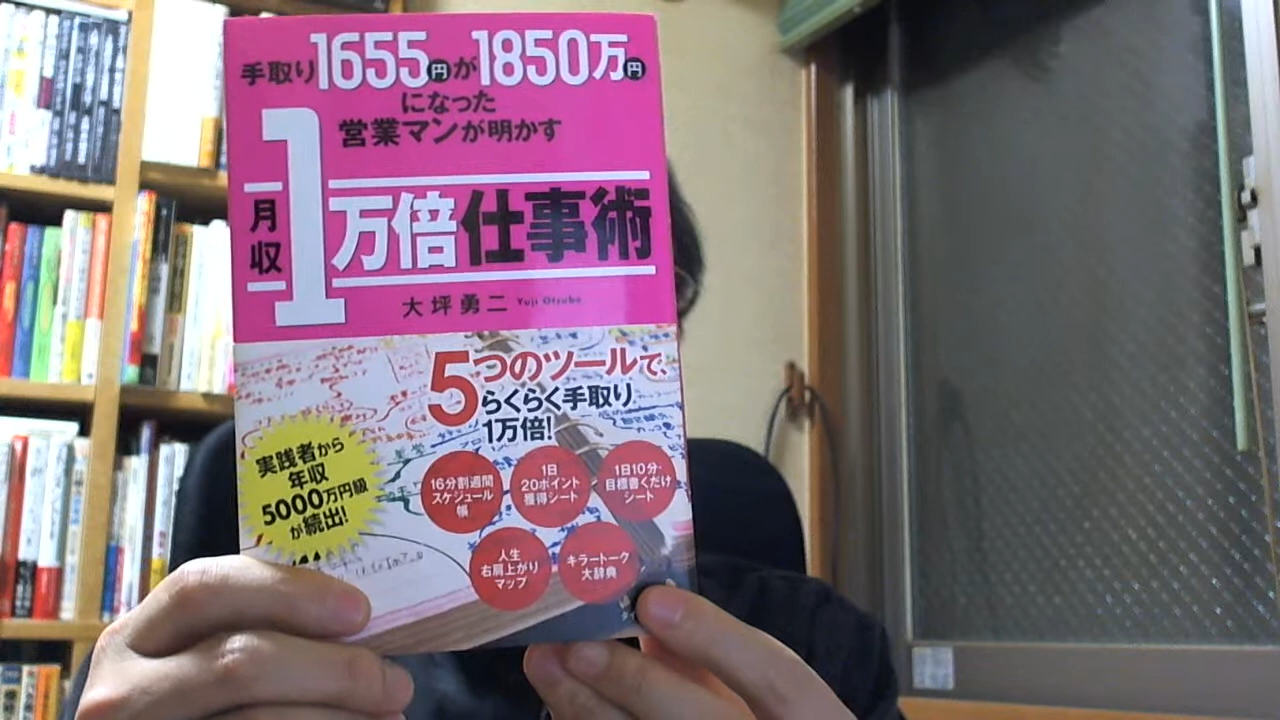 手取り1655円が1850万円
になった
営業マンが明かす
月収1万倍仕事術
大坪勇二 Yuji Otsubo
5つのツールで、
らくらく手取り
1万倍!
実践者から
年収
5000万円級
が続出!
16分割週間
スケジュール
帳
1日
20ポイント
獲得シート
1日10分・
目標書くだけ
シート
人生
右肩上がり
マップ
キラートーク
大辞典